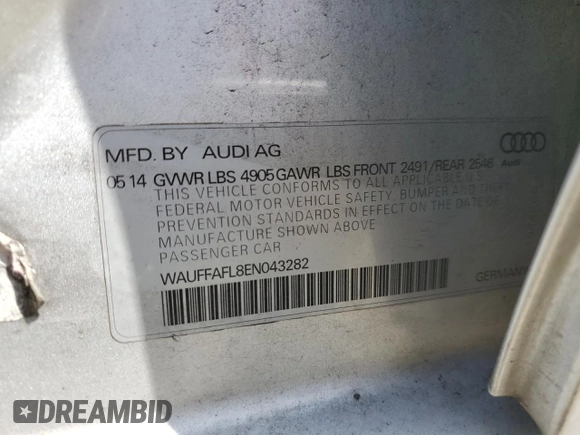 MFD. BY AUDI AG
Audi
05 14 GVWR LBS 4905 GAWR LBS FRONT 2491/REAR 2546
THIS VEHICLE CONFORMS TO ALL APPLICABLE U.S.
FEDERAL MOTOR VEHICLE SAFETY, BUMPER AND THEFT
PREVENTION STANDARDS IN EFFECT ON THE DATE OF
MANUFACTURE SHOWN ABOVE
PASSENGER CAR
WAUFFAFL8EN043282
GERMANY
DREAMBID